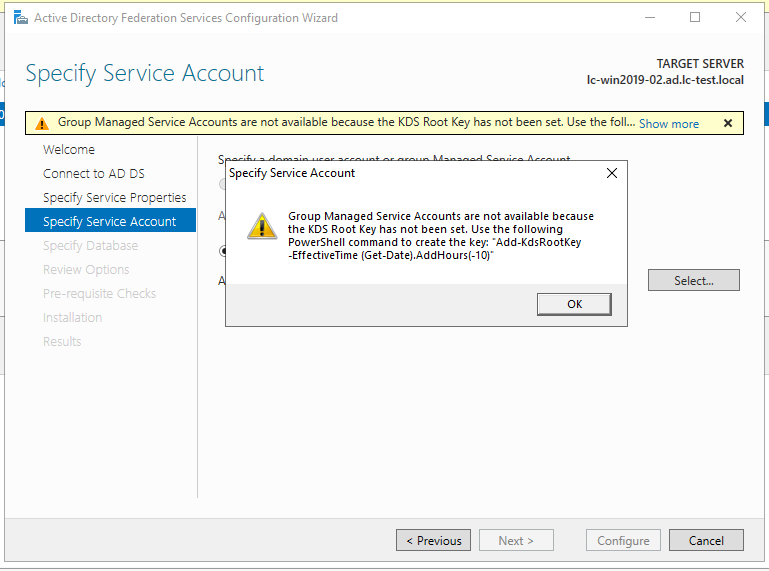 Active Directory Federation Services Configuration Wizard
Specify Service Account
TARGET SERVER
lc-win2019-02.ad.lc-test.local
Group Managed Service Accounts are not available because the KDS Root Key has not been set. Use the foll... Show more
Welcome
Connect to AD DS
Specify Service Properties
Specify Service Account
Specify Database
Review Options
Pre-requisite Checks
Installation
Results
Specify a domain user account or group Managed Service Account.
A
A
Select...
Specify Service Account
Group Managed Service Accounts are not available because
the KDS Root Key has not been set. Use the following
PowerShell command to create the key: "Add-KdsRootKey
-EffectiveTime (Get-Date).AddHours(-10)"
OK
< Previous
Next >
Configure
Cancel